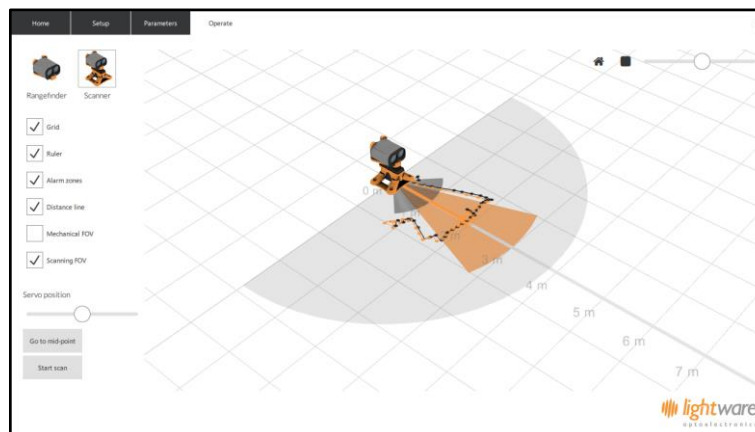 Home Setup Parameters Operate
Rangefinder Scanner
Grid
Ruler
Alarm zones
Distance line
Mechanical FOV
Scanning FOV
Servo position
Go to mid-point
Start scan
0 m
3 m
4 m
5 m
6 m
7 m
lightware